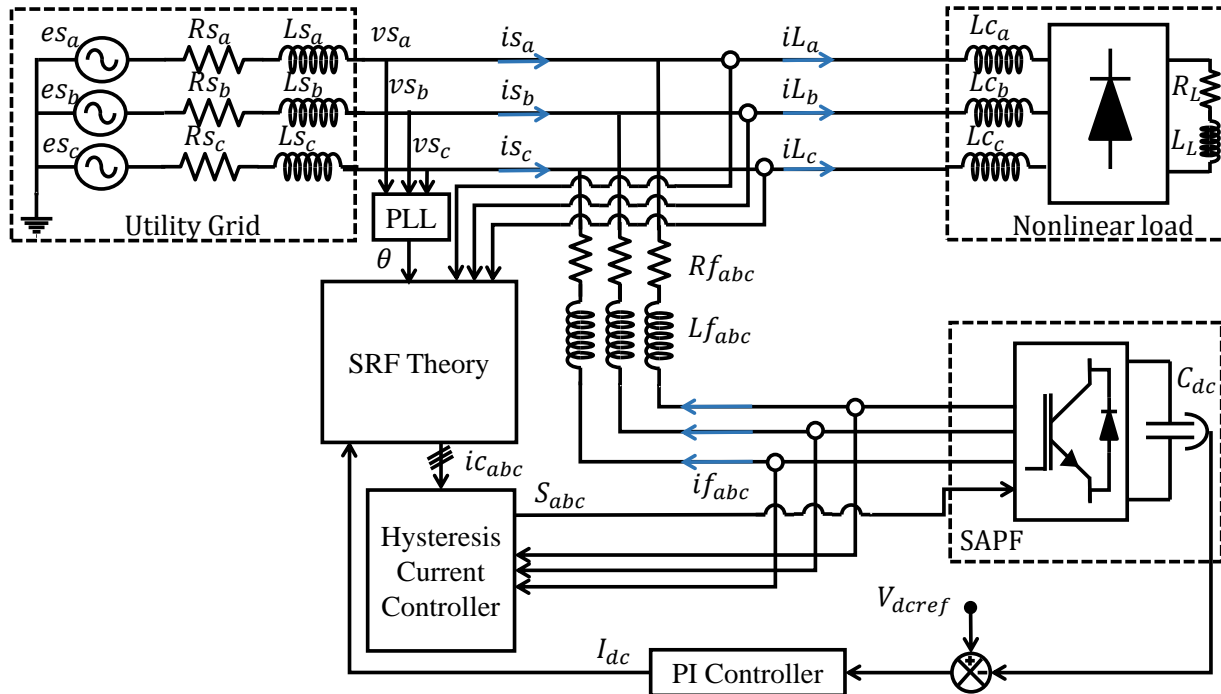 es_a
Rs_a
Ls_a
vs_a
is_a
iL_a
Lc_a
es_b
Rs_b
Ls_b
vs_b
is_b
iL_b
Lc_b
R_L
es_c
Rs_c
Ls_c
vs_c
is_c
iL_c
Lc_c
L_L
Utility Grid
PLL
Nonlinear load
θ
Rf_abc
Lf_abc
SRF Theory
C_dc
ic_abc
if_abc
S_abc
SAPF
Hysteresis
Current
Controller
V_dcref
+
-
I_dc
PI Controller